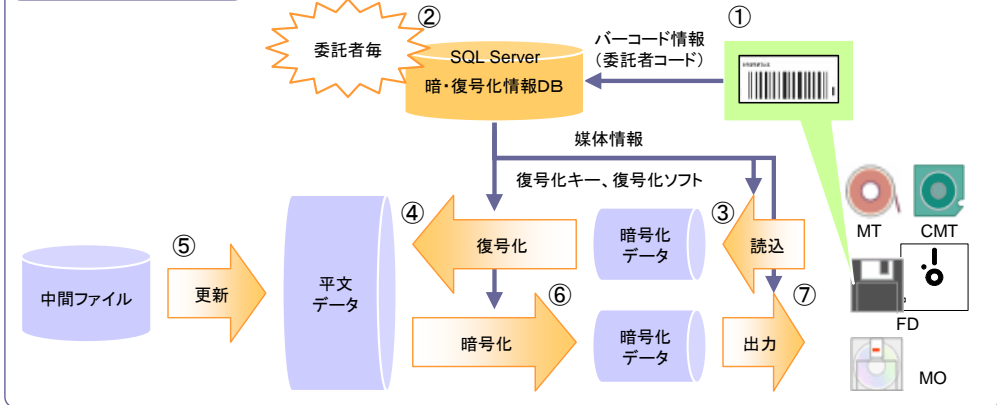 ②
①
委託者毎
SQL Server
暗・復号化情報DB
バーコード情報
（委託者コード）
媒体情報
復号化キー、復号化ソフト
④
③
⑤
復号化
暗号化
データ
読込
MT
CMT
中間ファイル
更新
平文
データ
⑥
⑦
暗号化
暗号化
データ
出力
FD
MO